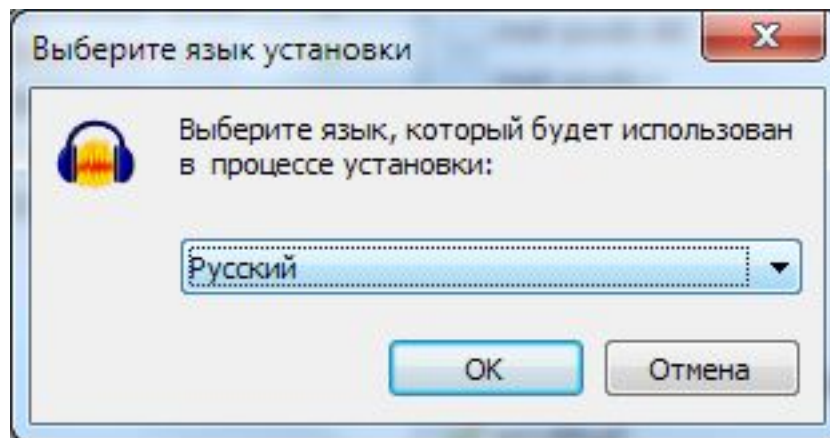 Выберите язык установки
Выберите язык, который будет использован
в процессе установки:
Русский
OK
Отмена